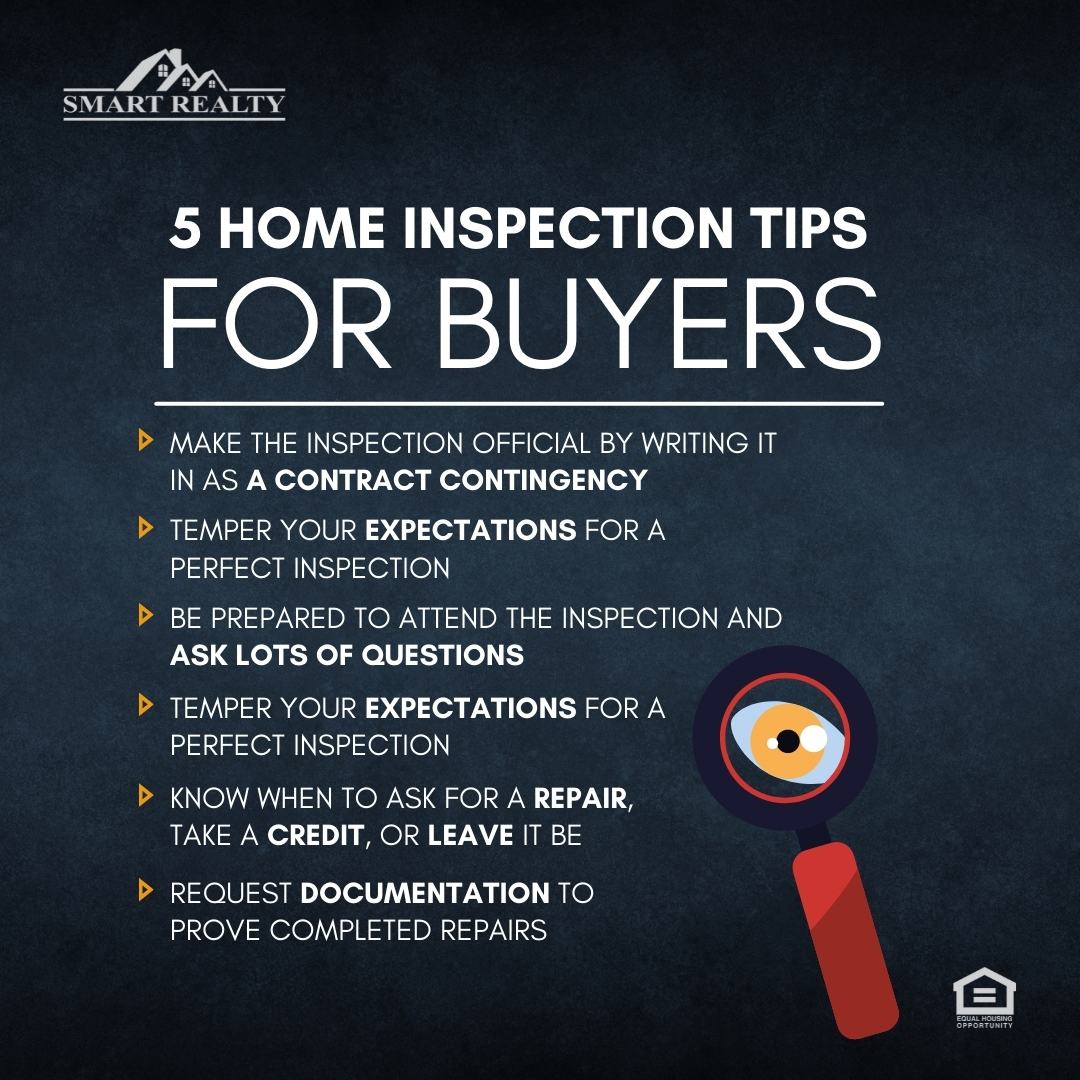 SMART REALTY
5 HOME INSPECTION TIPS
FOR BUYERS
MAKE THE INSPECTION OFFICIAL BY WRITING IT
IN AS A CONTRACT CONTINGENCY
TEMPER YOUR EXPECTATIONS FOR A
PERFECT INSPECTION
BE PREPARED TO ATTEND THE INSPECTION AND
ASK LOTS OF QUESTIONS
TEMPER YOUR EXPECTATIONS FOR A
PERFECT INSPECTION
KNOW WHEN TO ASK FOR A REPAIR,
TAKE A CREDIT, OR LEAVE IT BE
REQUEST DOCUMENTATION TO
PROVE COMPLETED REPAIRS
EQUAL HOUSING
OPPORTUNITY